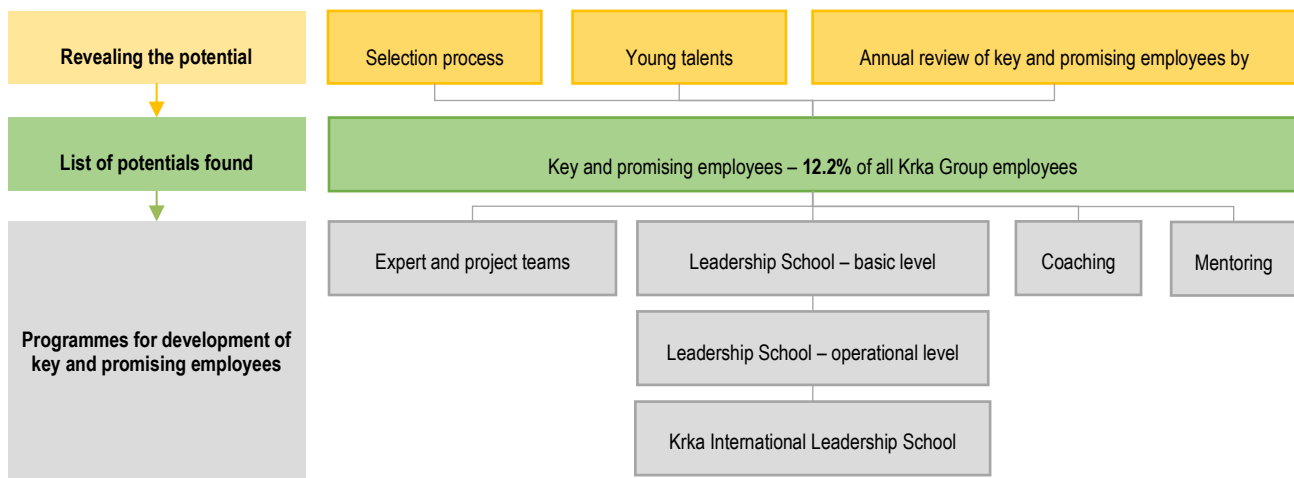 Revealing the potential
Selection process
Young talents
Annual review of key and promising employees by
List of potentials found
Key and promising employees – 12.2% of all Krka Group employees
Programmes for development of
key and promising employees
Expert and project teams
Leadership School – basic level
Coaching
Mentoring
Leadership School – operational level
Krka International Leadership School